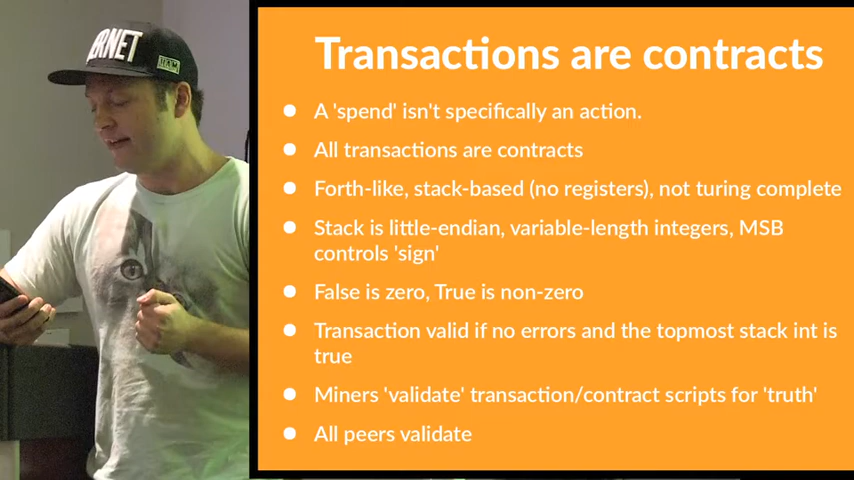 ERNET
Transactions are contracts
A 'spend' isn't specifically an action.
All transactions are contracts
Forth-like, stack-based (no registers), not turing complete
Stack is little-endian, variable-length integers, MSB
controls 'sign'
False is zero, True is non-zero
Transaction valid if no errors and the topmost stack int is
true
Miners 'validate' transaction/contract scripts for 'truth'
All peers validate